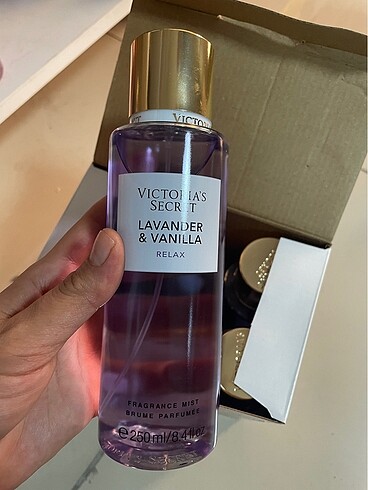 VICTORIA'S
SECRET
LAVANDER
& VANILLA
RELAX
FRAGRANCE MIST
BRUME PARFUMÉE
℮ 250 ml/8.4 fl oz